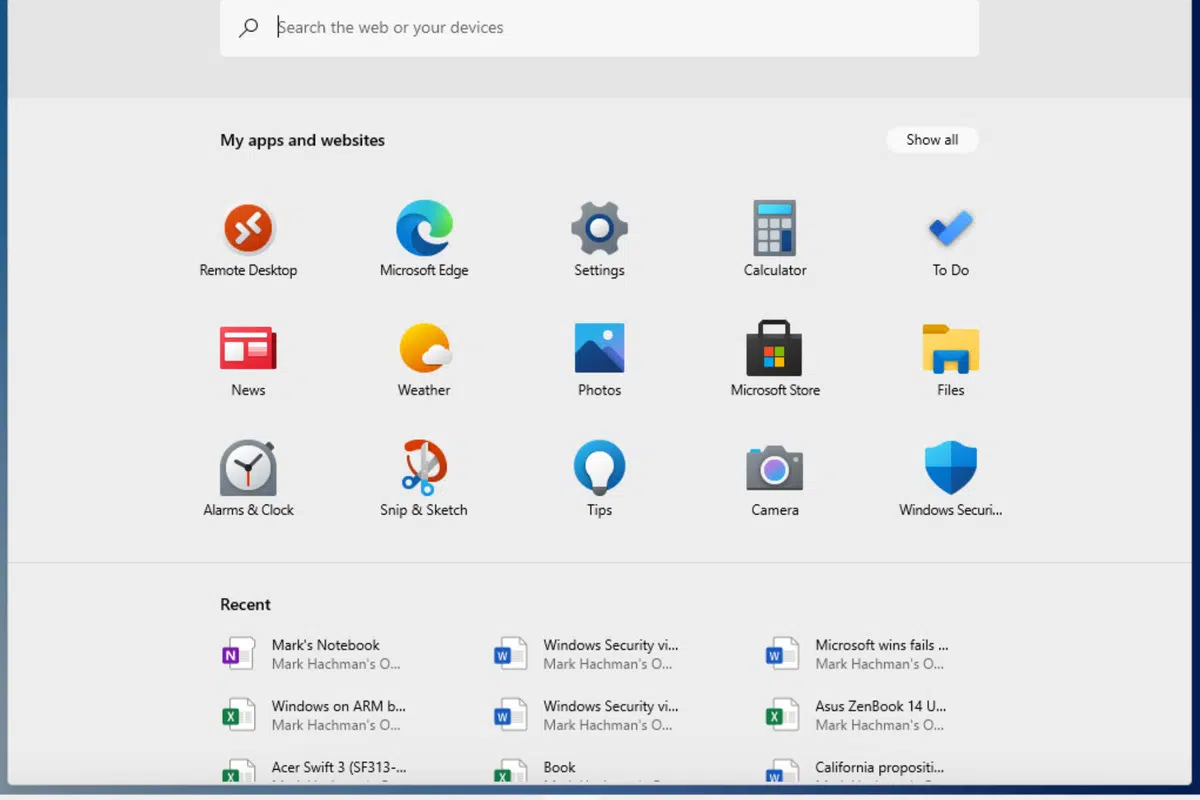 Search the web or your devices
My apps and websites
Show all
Remote Desktop
Microsoft Edge
Settings
Calculator
To Do
News
Weather
Photos
Microsoft Store
Files
Alarms & Clock
Snip & Sketch
Tips
Camera
Windows Securi...
Recent
N
Mark's Notebook
Mark Hachman's O...
W
Windows Security vi...
Mark Hachman's O...
W
Microsoft wins fails ...
Mark Hachman's O...
X
Windows on ARM b...
Mark Hachman's O...
W
Windows Security vi...
Mark Hachman's O...
X
Asus ZenBook 14 U...
Mark Hachman's O...
X
Acer Swift 3 (SF313-...
X
Book
W
California propositi...